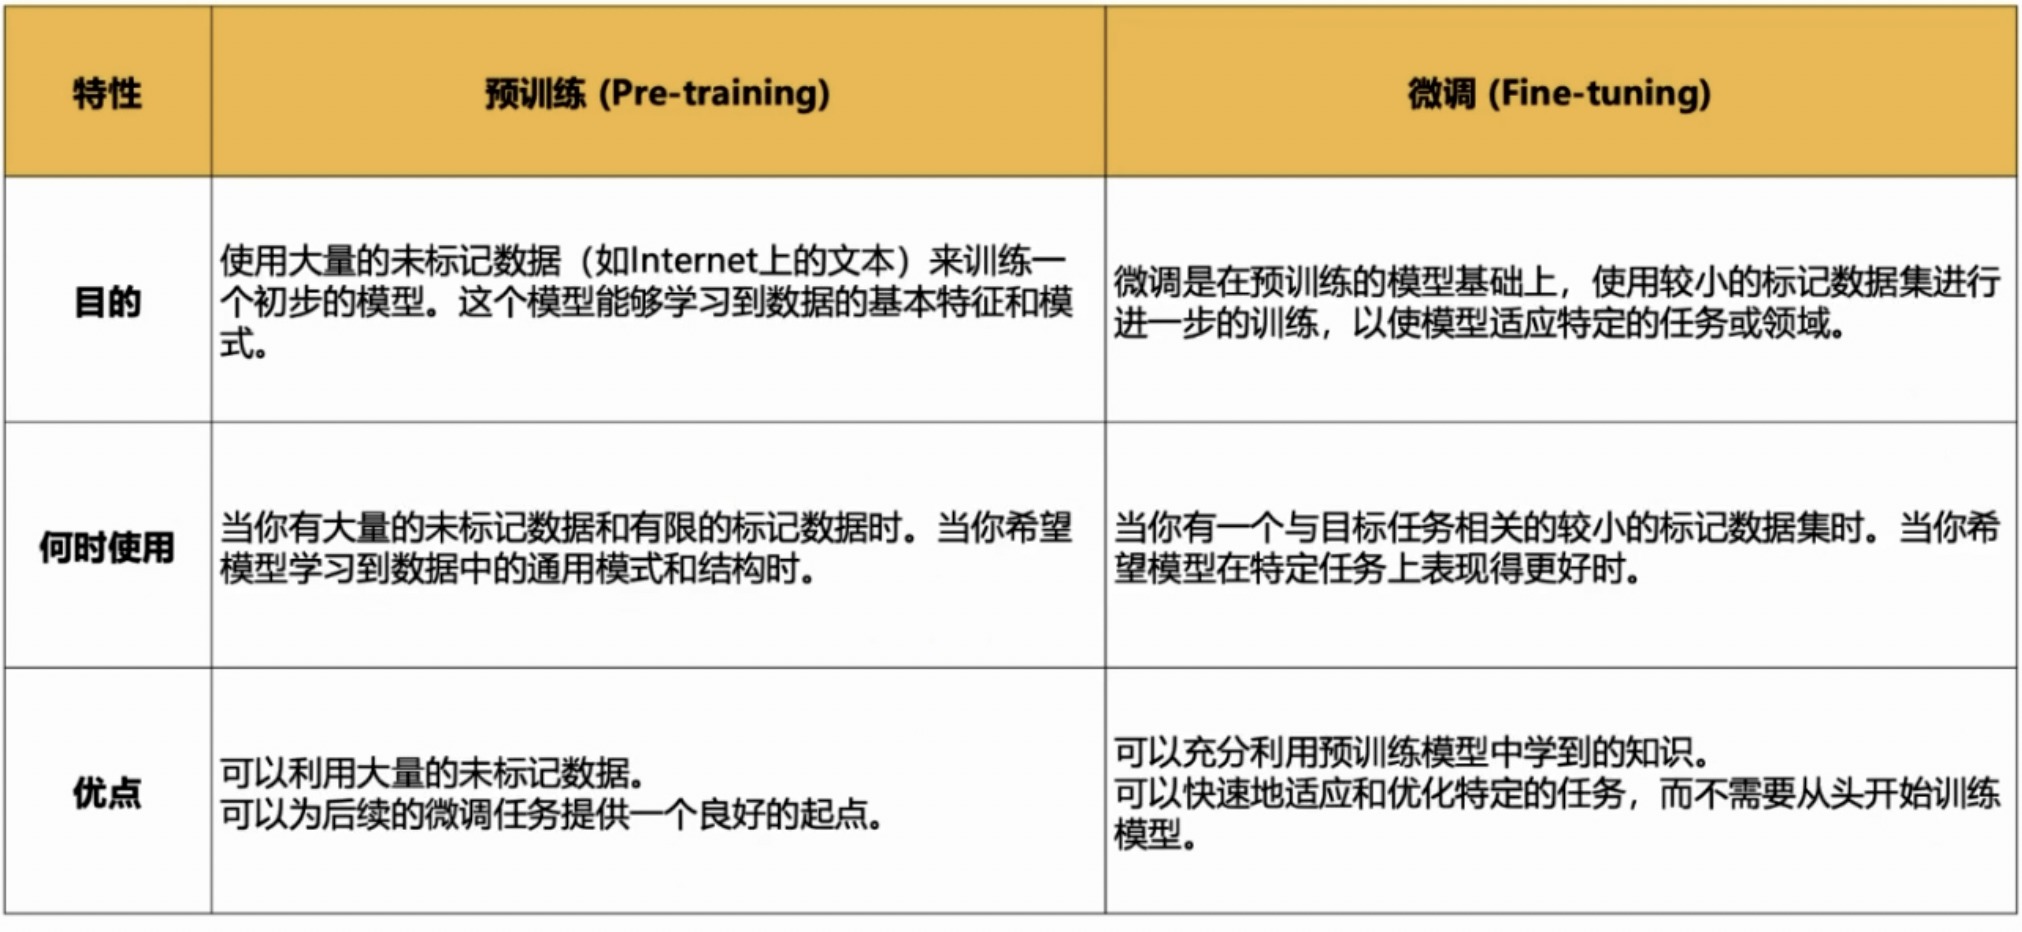 特性
预训练 (Pre-training)
微调 (Fine-tuning)
目的
使用大量的未标记数据（如Internet上的文本）来训练一
个初步的模型。这个模型能够学习到数据的基本特征和模
式。
微调是在预训练的模型基础上，使用较小的标记数据集进行
进一步的训练，以使模型适应特定的任务或领域。
何时使用
当你有大量的未标记数据和有限的标记数据时。当你希望
模型学习到数据中的通用模式和结构时。
当你有一个与目标任务相关的较小的标记数据集时。当你希
望模型在特定任务上表现得更好时。
优点
可以利用大量的未标记数据。
可以为后续的微调任务提供一个良好的起点。
可以充分利用预训练模型中学到的知识。
可以快速地适应和优化特定的任务，而不需要从头开始训练
模型。